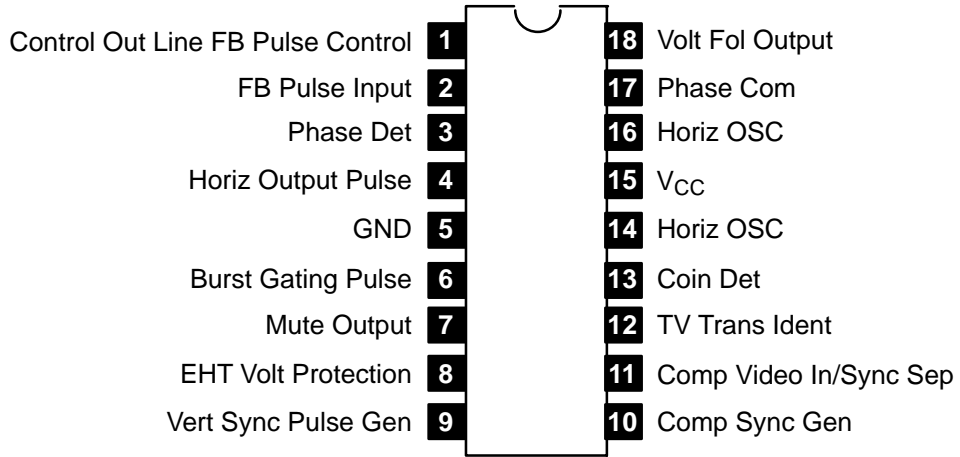 Control Out Line FB Pulse Control 1 18 Volt Fol Output
FB Pulse Input 2 17 Phase Com
Phase Det 3 16 Horiz OSC
Horiz Output Pulse 4 15 VCC
GND 5 14 Horiz OSC
Burst Gating Pulse 6 13 Coin Det
Mute Output 7 12 TV Trans Ident
EHT Volt Protection 8 11 Comp Video In/Sync Sep
Vert Sync Pulse Gen 9 10 Comp Sync Gen